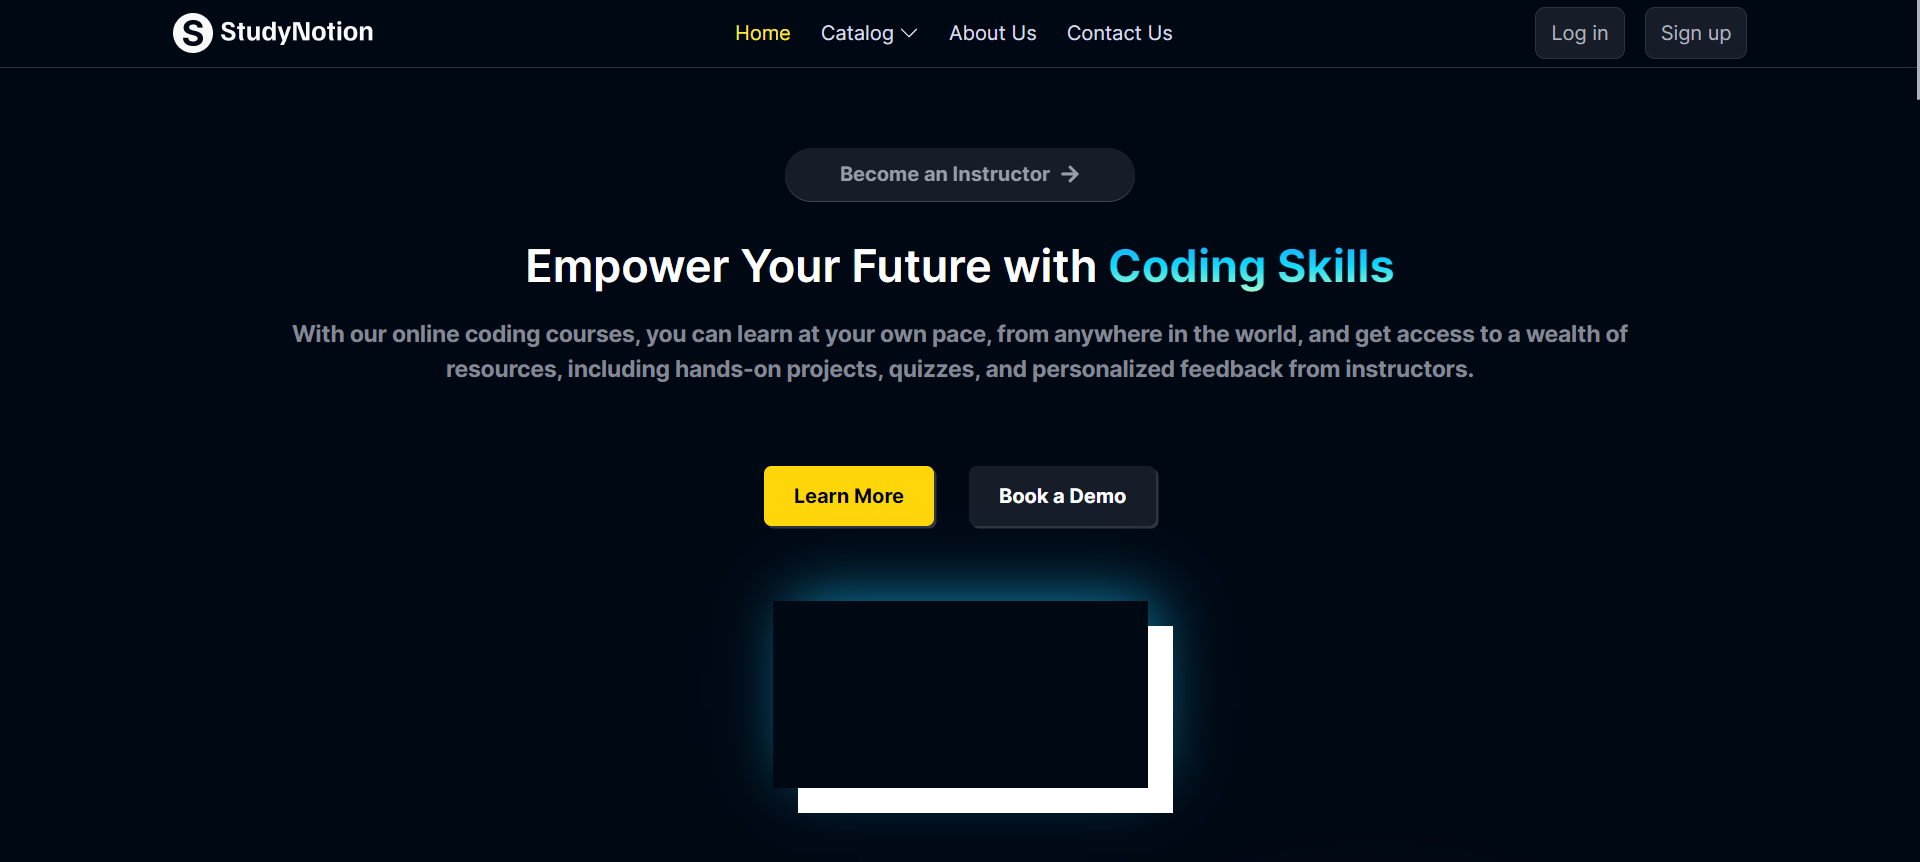 StudyNotion
Home Catalog About Us Contact Us
Log in Sign up
Become an Instructor →
Empower Your Future with Coding Skills
With our online coding courses, you can learn at your own pace, from anywhere in the world, and get access to a wealth of
resources, including hands-on projects, quizzes, and personalized feedback from instructors.
Learn More Book a Demo